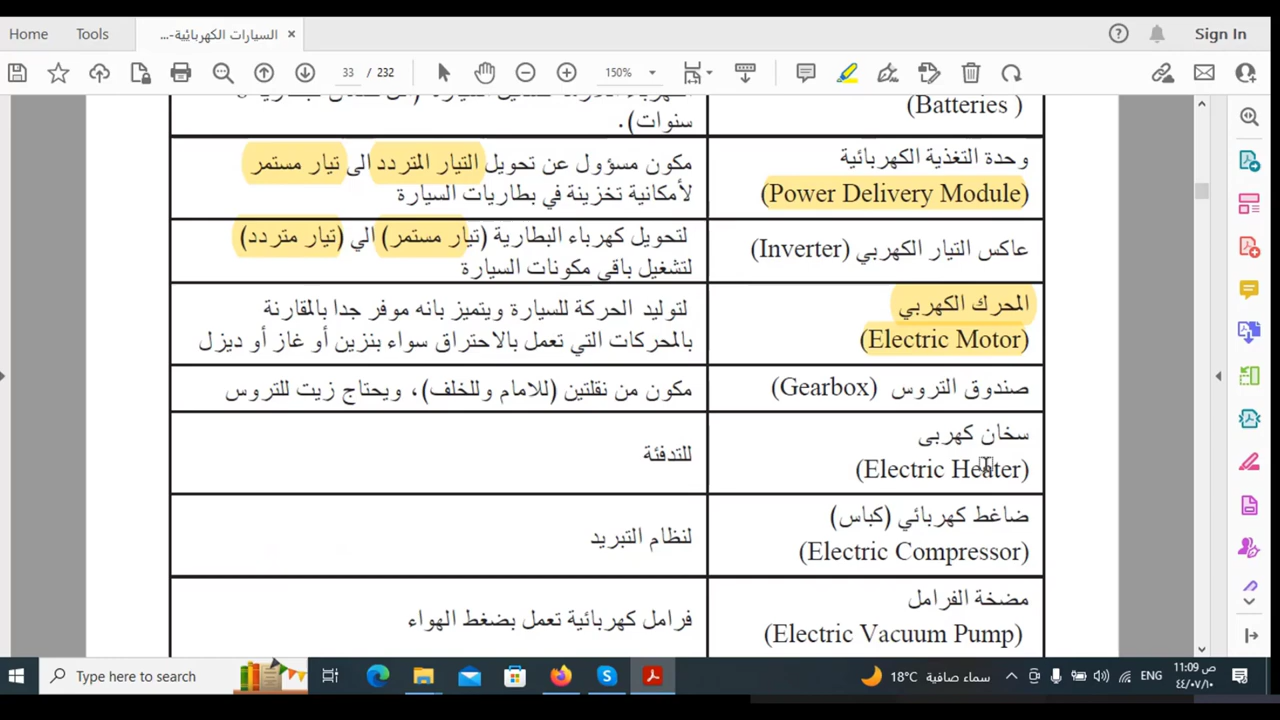 Home
Tools
السيارات الكهربائية-...
Sign In
33 / 232
150%
(Batteries )
سنوات).
وحدة التغذية الكهربائية
(Power Delivery Module)
مكون مسؤول عن تحويل التيار المتردد الى تيار مستمر
لأمكانية تخزينة في بطاريات السيارة
عاكس التيار الكهربي (Inverter)
لتحويل كهرباء البطارية (تيار مستمر) الي (تيار متردد)
لتشغيل باقي مكونات السيارة
المحرك الكهربي
(Electric Motor)
لتوليد الحركة للسيارة ويتميز بانه موفر جدا بالمقارنة
بالمحركات التي تعمل بالاحتراق سواء بنزين أو غاز أو ديزل
صندوق التروس (Gearbox)
مكون من نقلتين (للامام وللخلف)، ويحتاج زيت للتروس
سخان كهربى
(Electric Heater)
للتدفئة
ضاغط كهربائي (كباس)
(Electric Compressor)
لنظام التبريد
مضخة الفرامل
(Electric Vacuum Pump)
فرامل كهربائية تعمل بضغط الهواء
Type here to search
18°C سماء صافية
ENG
11:09 ص
٤٤/٠٧/١٠